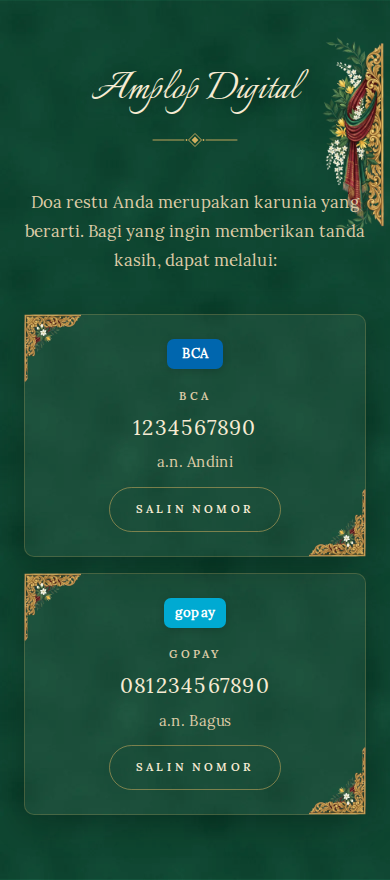 Amplop Digital
Doa restu Anda merupakan karunia yang
berarti. Bagi yang ingin memberikan tanda
kasih, dapat melalui:
BCA
BCA
1234567890
a.n. Andini
SALIN NOMOR
gopay
GOPAY
081234567890
a.n. Bagus
SALIN NOMOR